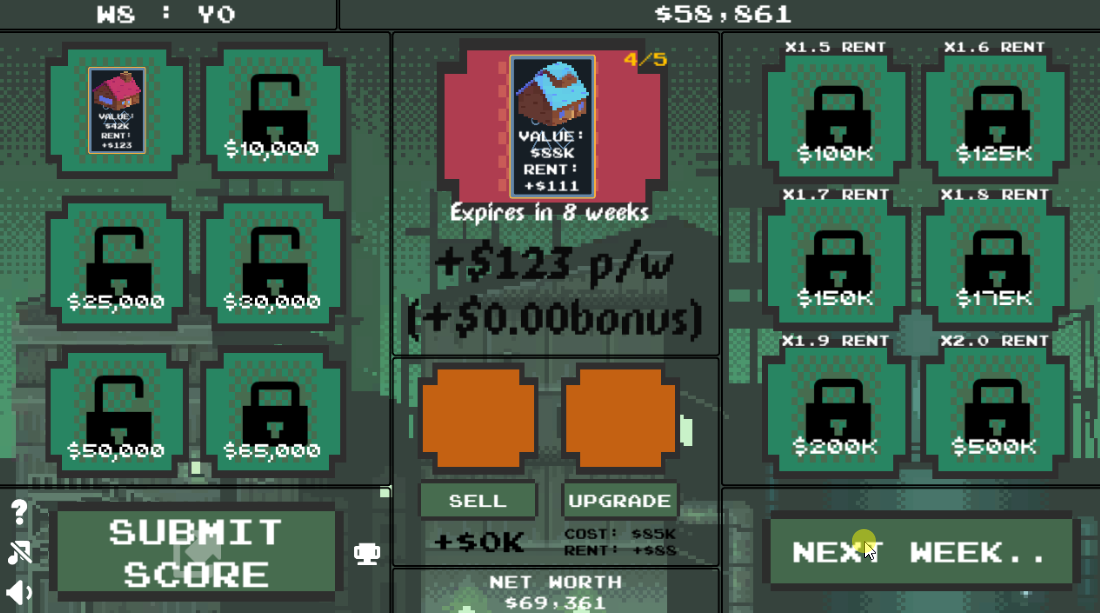 W8 : Y0
$58,861
VALUE:
$42K
RENT:
+$123
$10,000
$25,000
$30,000
$50,000
$65,000
SUBMIT
SCORE
4/5
VALUE:
$88K
RENT:
+$111
Expires in 8 weeks
+$123 p/w
(+$0.00bonus)
SELL
UPGRADE
+$0K
COST: $85K
RENT: +$88
NET WORTH
$69,361
X1.5 RENT
X1.6 RENT
$100K
$125K
X1.7 RENT
X1.8 RENT
$150K
$175K
X1.9 RENT
X2.0 RENT
$200K
$500K
NEXT WEEK..
?